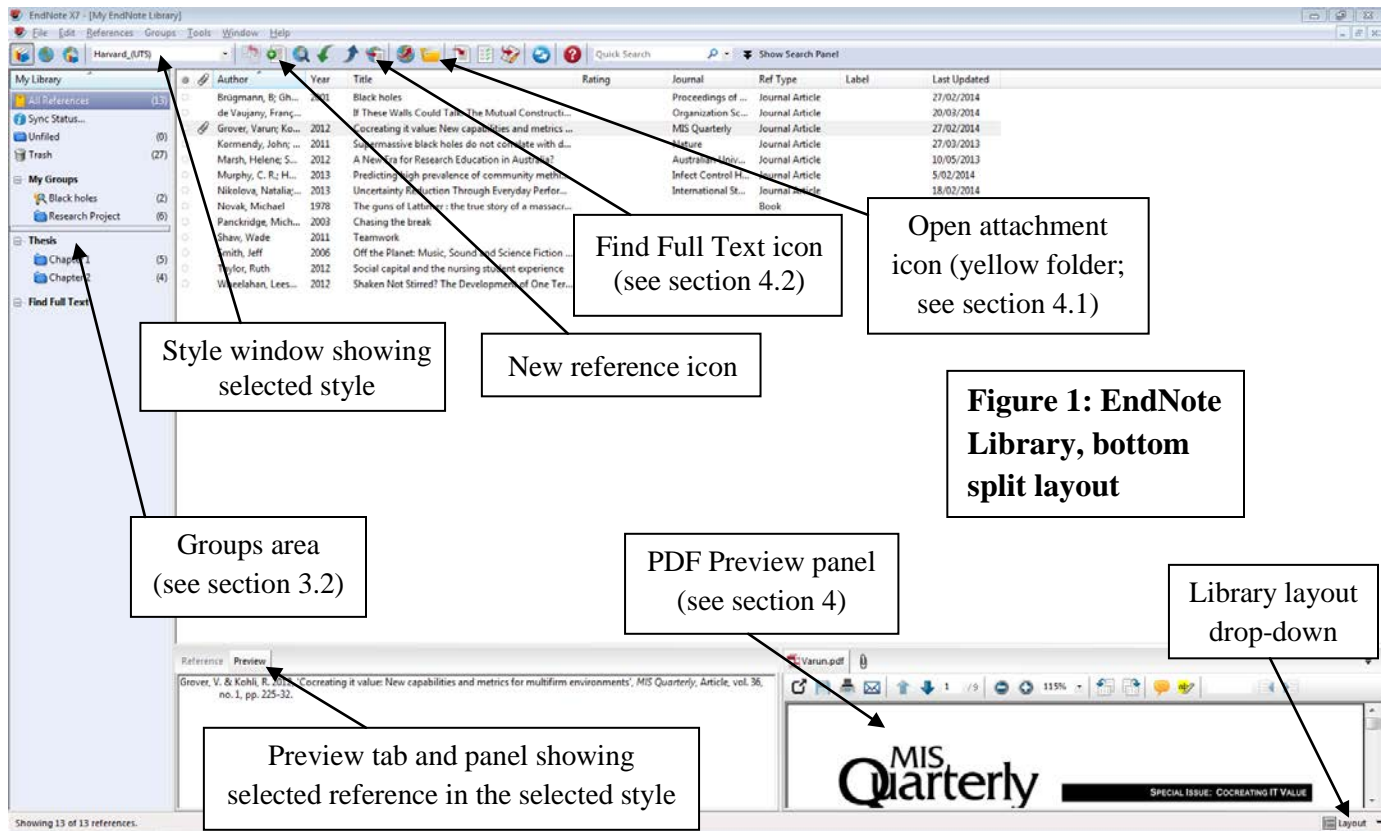 EndNote X7 - [My EndNote Library]
File Edit References Groups Tools Window Help
Harvard_(UTS) Quick Search Show Search Panel
My Library
All References (13)
Sync Status...
Unfiled (0)
Trash (27)
My Groups
Black holes (2)
Research Project (6)
Thesis
Chapter 1 (5)
Chapter 2 (4)
Find Full Text
Author Year Title Rating Journal Ref Type Label Last Updated
Brügmann, B; Gh... 2001 Black holes Proceedings of ... Journal Article 27/02/2014
de Vaujany, Franç... If These Walls Could Talk: The Mutual Constructi... Organization Sc... Journal Article 20/03/2014
Grover, Varun; Ko... 2012 Cocreating it value: New capabilities and metrics ... MIS Quarterly Journal Article 27/02/2014
Kormendy, John; ... 2011 Supermassive black holes do not correlate with d... Nature Journal Article 27/03/2013
Marsh, Helene; S... 2012 A New Era for Research Education in Australia? Australian Univ... Journal Article 10/05/2013
Murphy, C. R.; H... 2013 Predicting high prevalence of community methi... Infect Control H... Journal Article 5/02/2014
Nikolova, Natalia;... 2013 Uncertainty Reduction Through Everyday Perfor... International St... Journal Article 18/02/2014
Novak, Michael 1978 The guns of Lattimer : the true story of a massacr... Book
Panckridge, Mich... 2003 Chasing the break
Shaw, Wade 2011 Teamwork
Smith, Jeff 2006 Off the Planet: Music, Sound and Science Fiction ...
Taylor, Ruth 2012 Social capital and the nursing student experience
Wheelahan, Lees... 2012 Shaken Not Stirred? The Development of One Ter...
Find Full Text icon
(see section 4.2)
Open attachment
icon (yellow folder;
see section 4.1)
Style window showing
selected style
New reference icon
Figure 1: EndNote
Library, bottom
split layout
Groups area
(see section 3.2)
PDF Preview panel
(see section 4)
Library layout
drop-down
Reference Preview
Grover, V. & Kohli, R. 2012, 'Cocreating it value: New capabilities and metrics for multifirm environments', MIS Quarterly, Article, vol. 36,
no. 1, pp. 225-32.
Preview tab and panel showing
selected reference in the selected style
Varun.pdf
1 /9 115%
MIS
Quarterly
SPECIAL ISSUE: COCREATING IT VALUE
Showing 13 of 13 references.
Layout